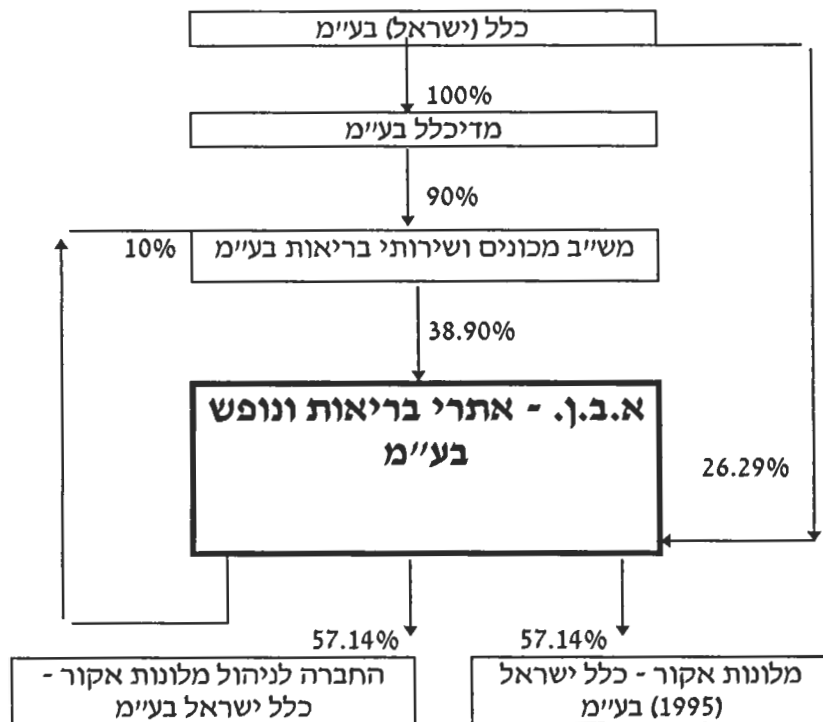 כלל (ישראל) בע״מ
100%
מדיכלל בע״מ
90%
10%
מש״ב מכונים ושירותי בריאות בע״מ
38.90%
א.ב.ן. - אתרי בריאות ונופש
בע״מ
26.29%
57.14%
57.14%
מלונות אקור - כלל ישראל
(1995) בע״מ
החברה לניהול מלונות אקור -
כלל ישראל בע״מ